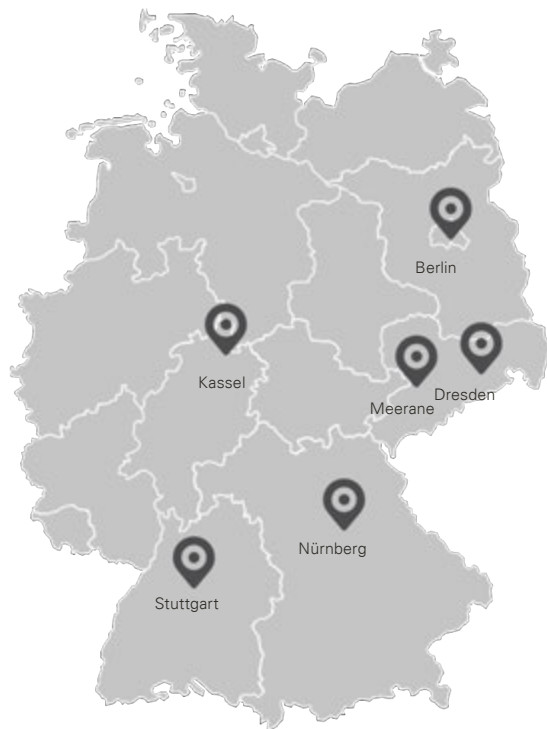 Berlin
Kassel
Dresden
Meerane
Nürnberg
Stuttgart